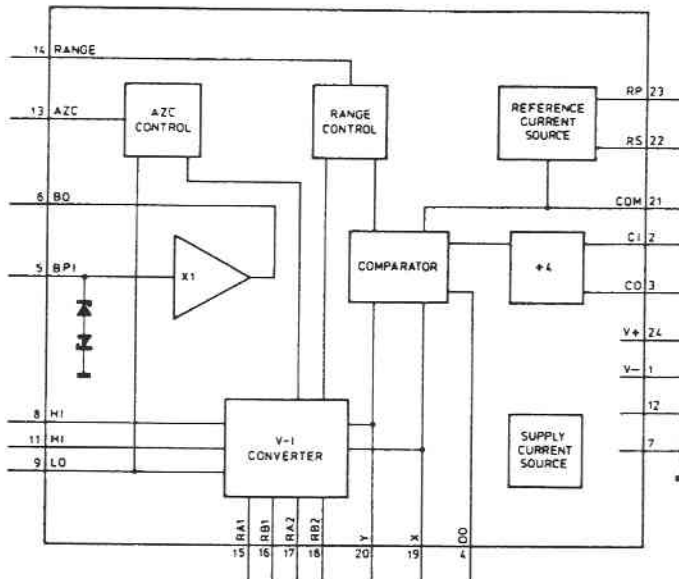 14 RANGE
13 AZC
AZC
CONTROL
RANGE
CONTROL
REFERENCE
CURRENT
SOURCE
RP 23
RS 22
6 BO
COM 21
5 BPI
X1
COMPARATOR
÷4
CI 2
CO 3
V+ 24
V- 1
12
7
8 HI
11 HI
9 LO
V-I
CONVERTER
SUPPLY
CURRENT
SOURCE
RA1
RB1
RA2
RB2
Y
X
DO
15
16
17
18
20
19
4